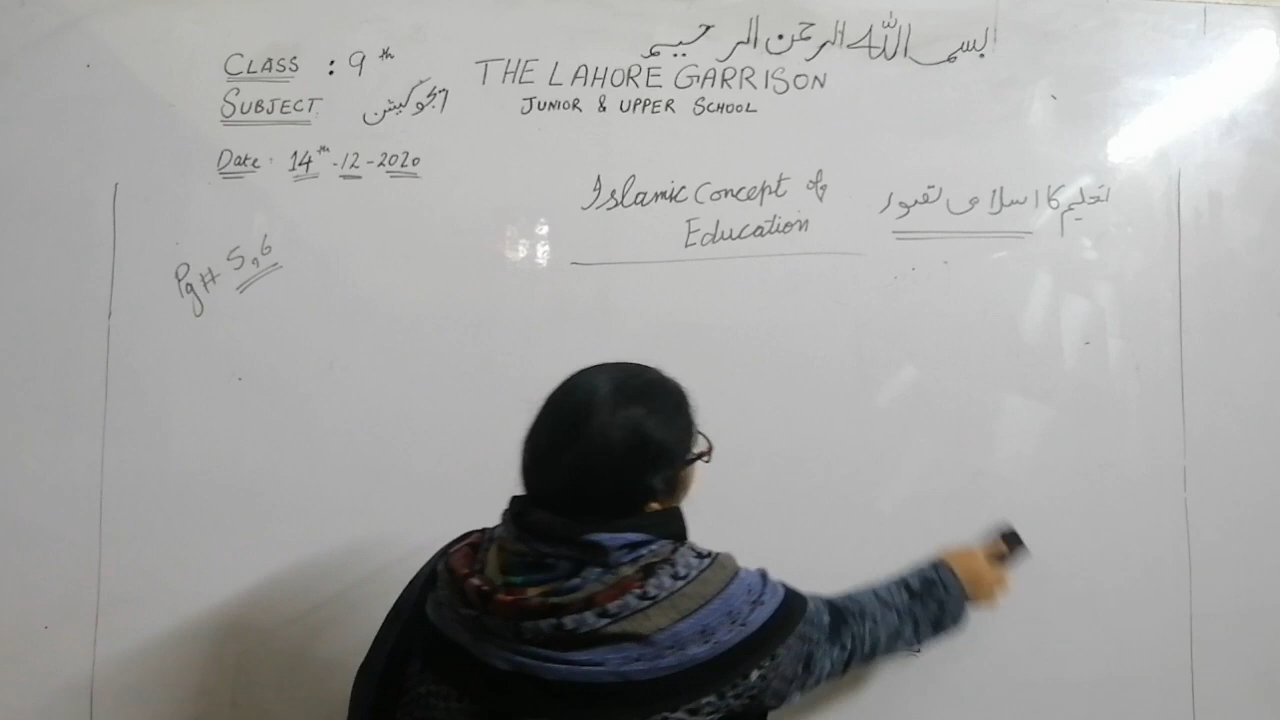 بسم اللہ الرحمن الرحیم
CLASS : 9th
THE LAHORE GARRISON
SUBJECT ایجوکیشن
JUNIOR & UPPER SCHOOL
Date: 14th-12-2020
Islamic Concept of
Education
تعلیم کا اسلامی تصور
Pg# 5,6